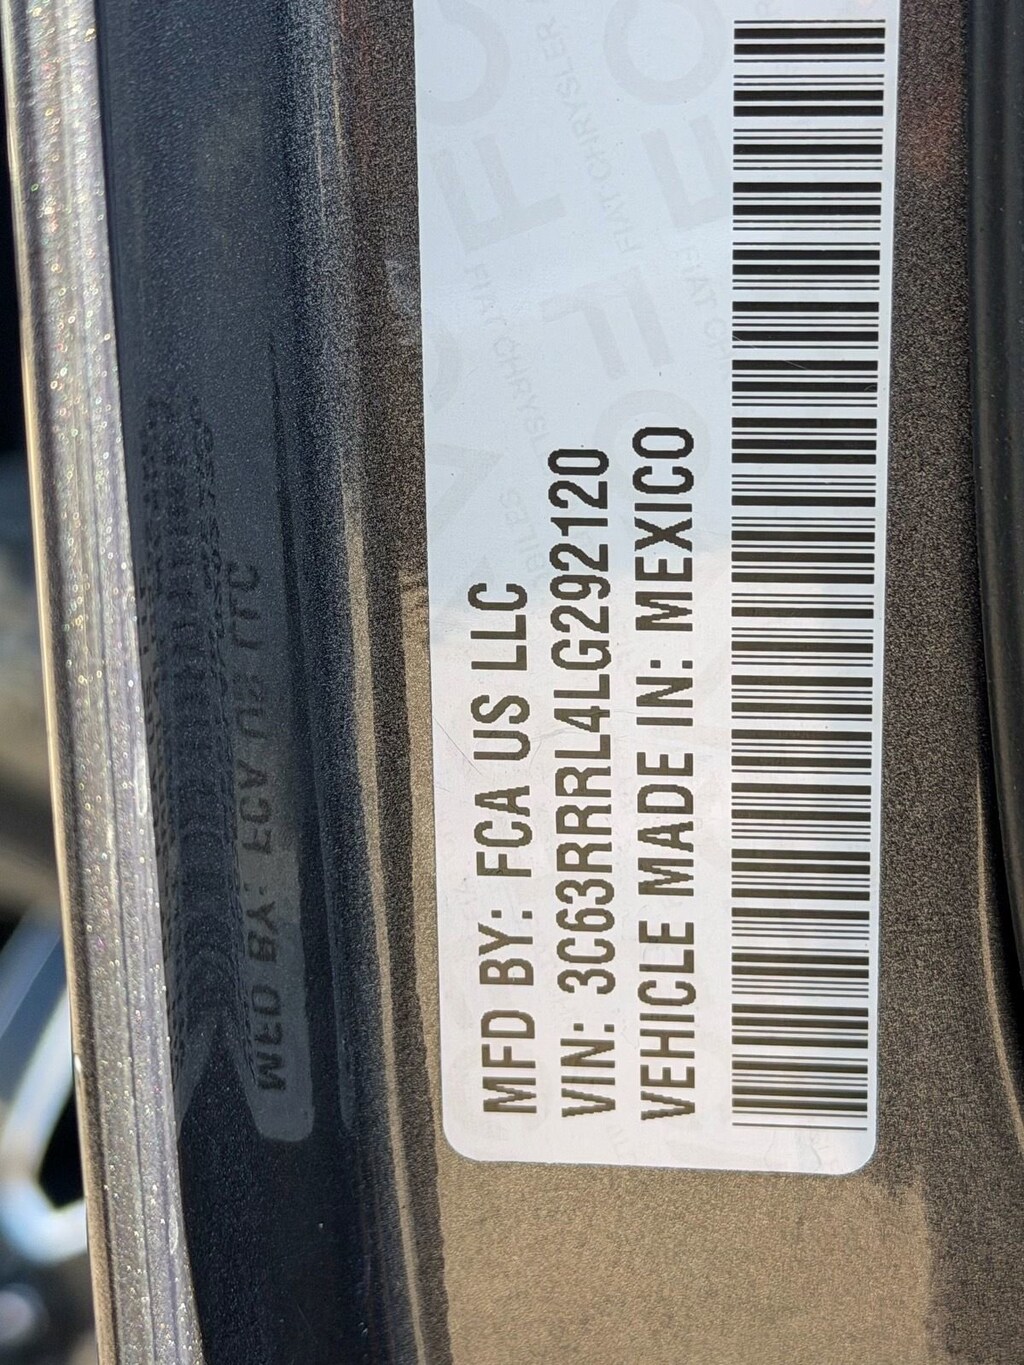 MFD BY: FCA US LLC
VIN: 3C63RRRL4LG292120
VEHICLE MADE IN: MEXICO